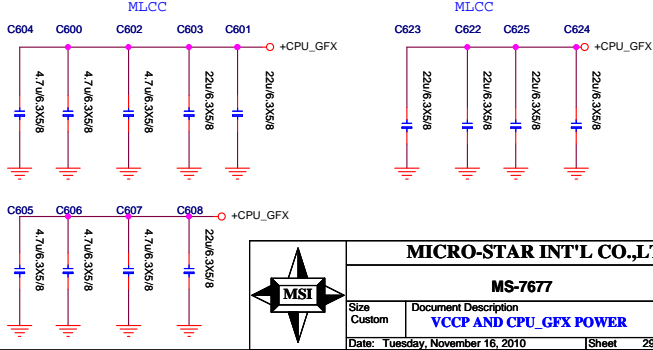 MLCC
C604 C600 C602 C603 C601
+CPU_GFX
4.7u/6.3X5/8 4.7u/6.3X5/8 4.7u/6.3X5/8 22u/6.3X5/8 22u/6.3X5/8
MLCC
C623 C622 C625 C624
+CPU_GFX
22u/6.3X5/8 22u/6.3X5/8 22u/6.3X5/8 22u/6.3X5/8
C605 C606 C607 C608
+CPU_GFX
4.7u/6.3X5/8 4.7u/6.3X5/8 4.7u/6.3X5/8 22u/6.3X5/8
MSI
MICRO-STAR INT'L CO.,LT
MS-7677
Size Document Description
Custom VCCP AND CPU_GFX POWER
Date: Tuesday, November 16, 2010 Sheet 29